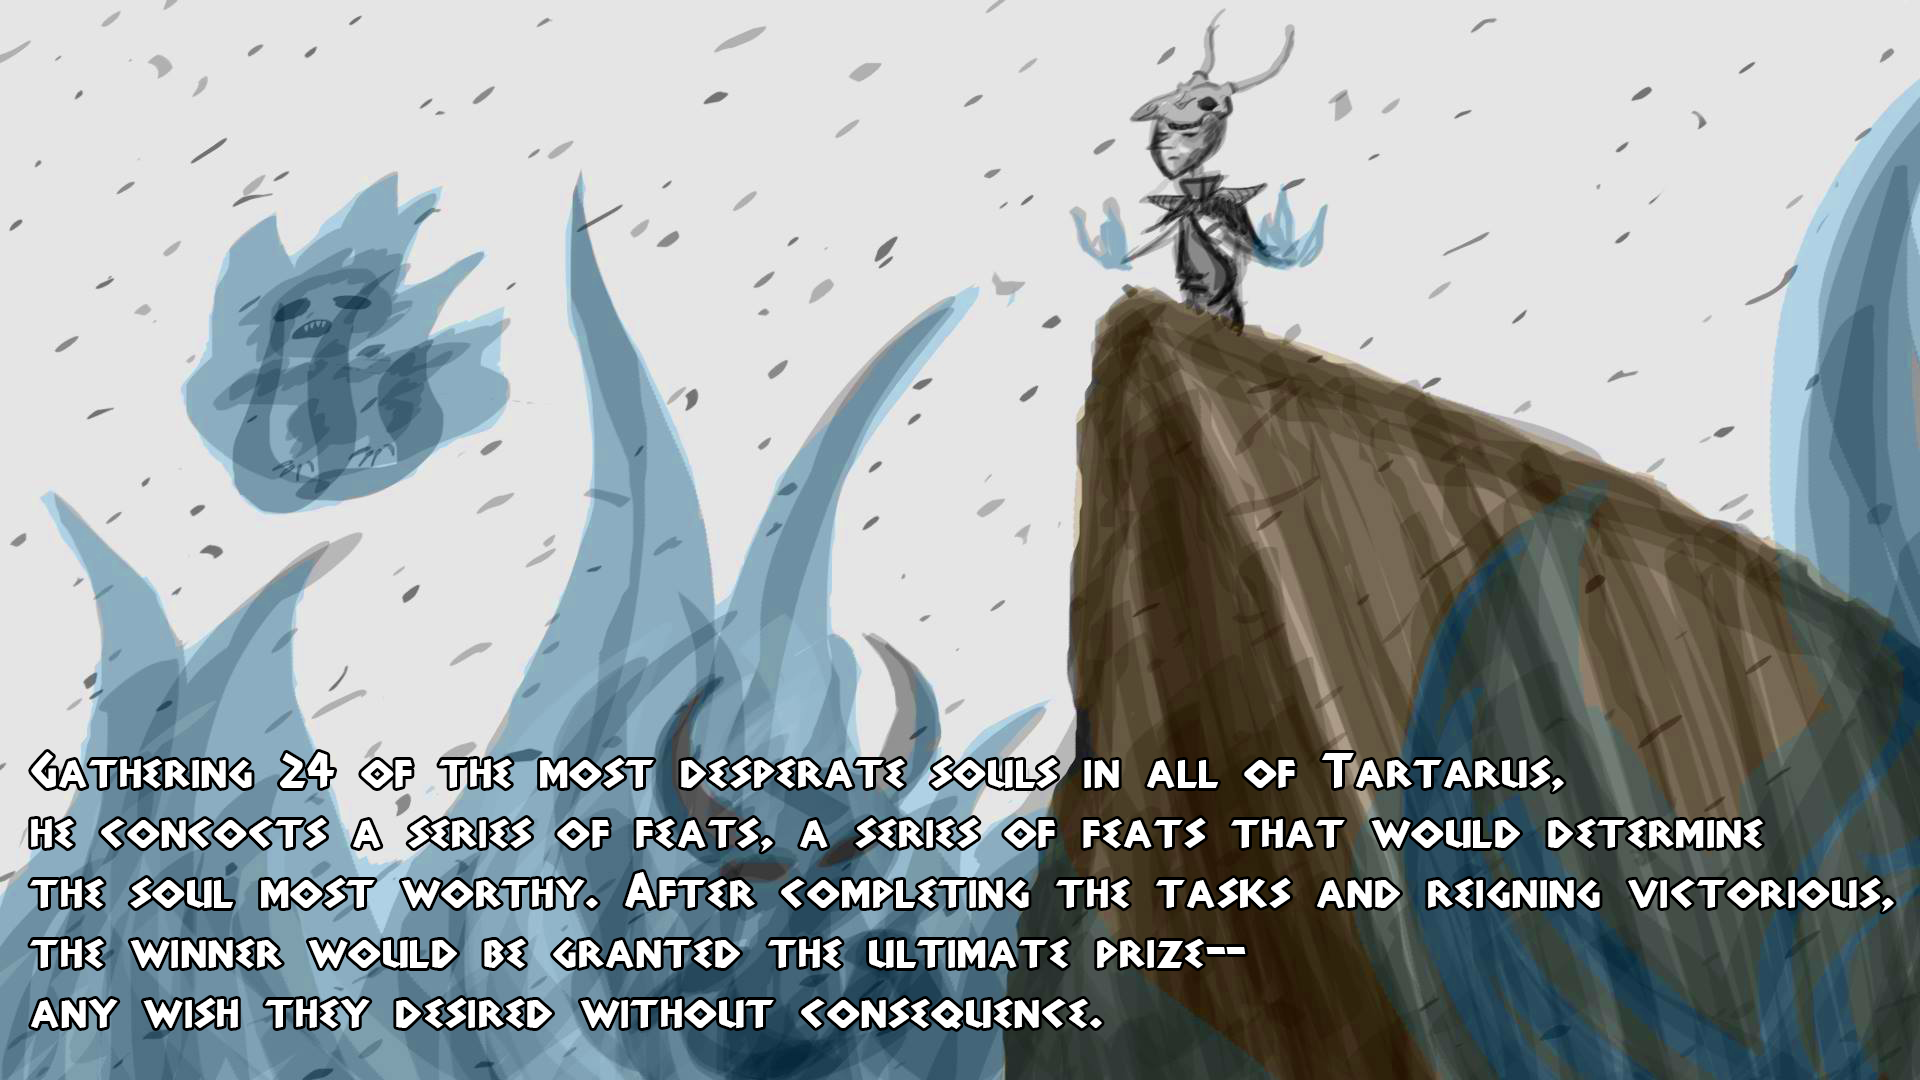 Gathering 24 of the most desperate souls in all of Tartarus,
he concocts a series of feats, a series of feats that would determine
the soul most worthy. After completing the tasks and reigning victorious,
the winner would be granted the ultimate prize--
any wish they desired without consequence.